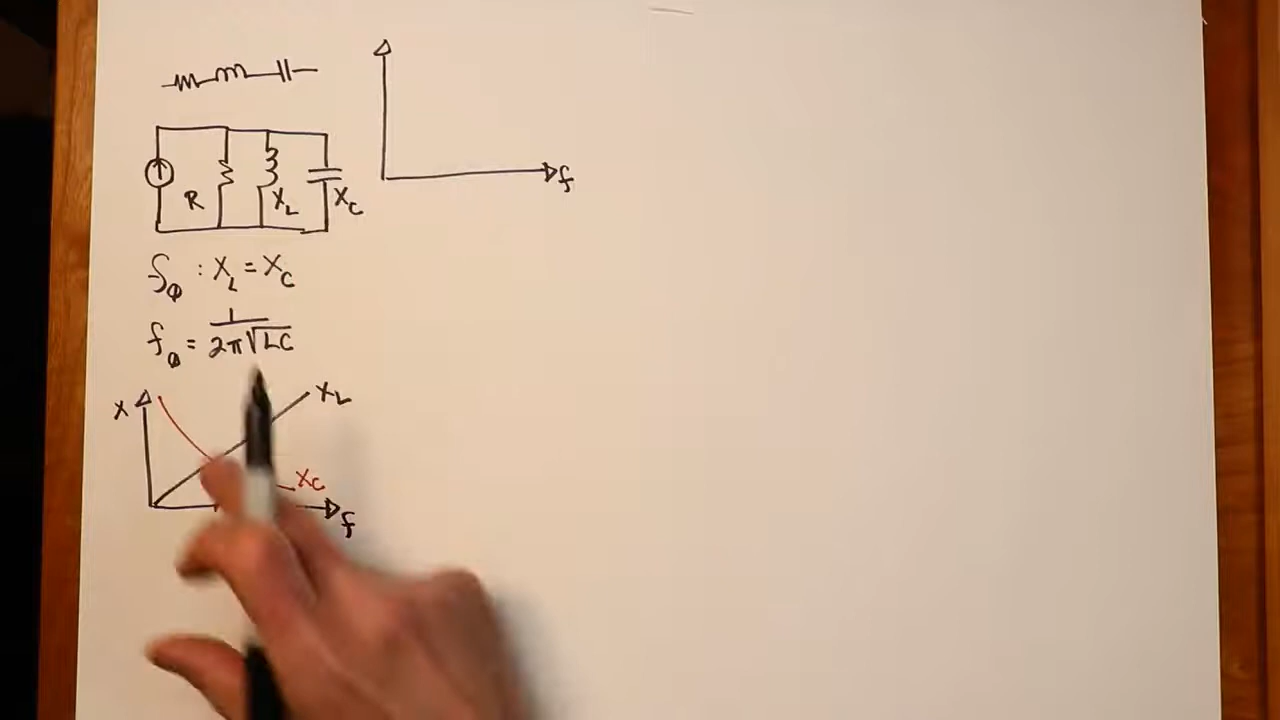 R X_L X_C
f
f_0 : X_L = X_C
f_0 = 1/(2π√LC)
X X_L
X_C
f